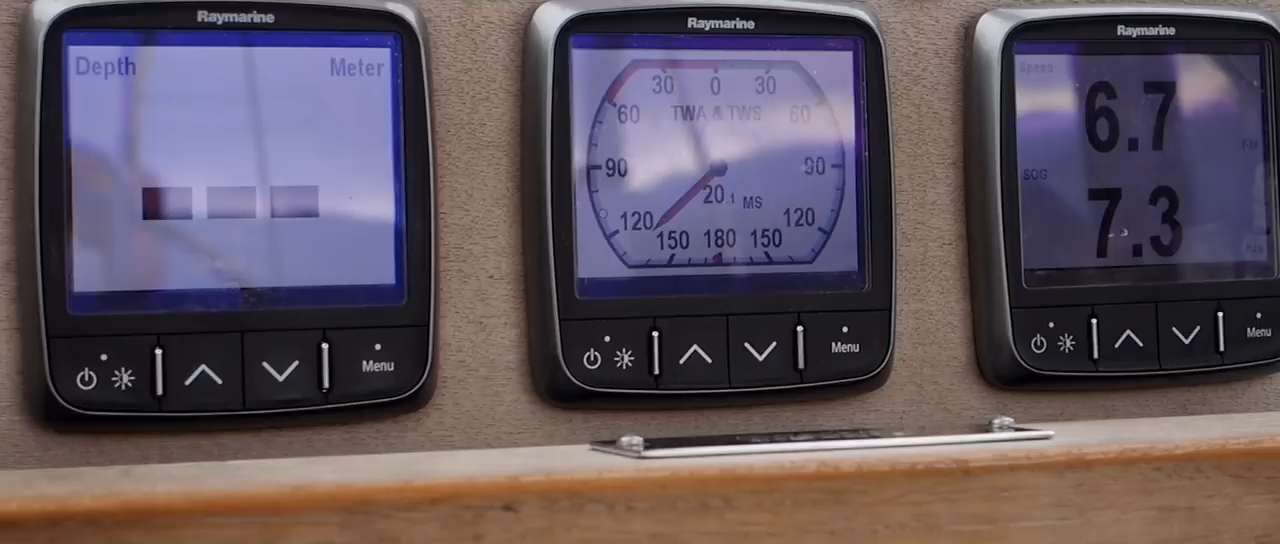 Raymarine
Depth Meter
---
Menu
Raymarine
30 0 30
60 TWA & TWS 60
90 90
20.1 MS
120 120
150 180 150
Menu
Raymarine
Speed
6.7
SOG
7.3
Menu